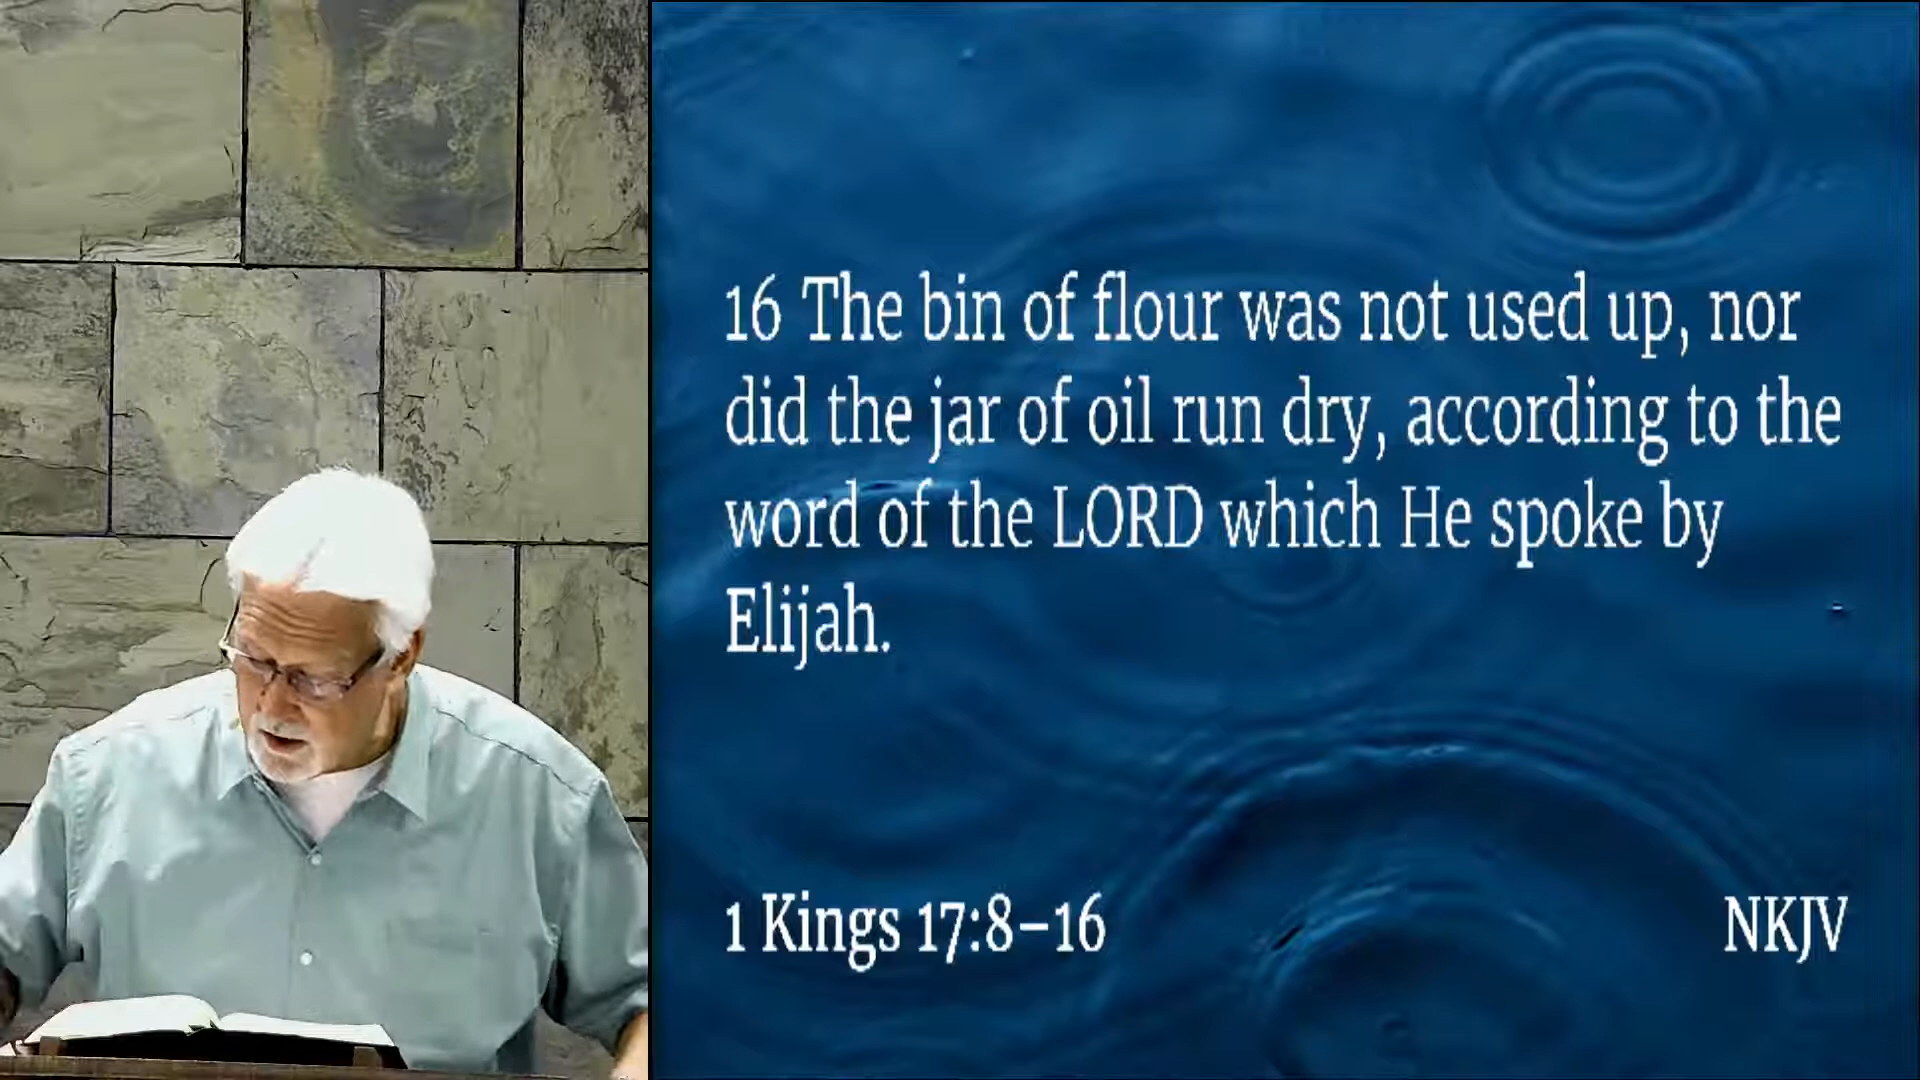 16 The bin of flour was not used up, nor
did the jar of oil run dry, according to the
word of the LORD which He spoke by
Elijah.
1 Kings 17:8–16
NKJV